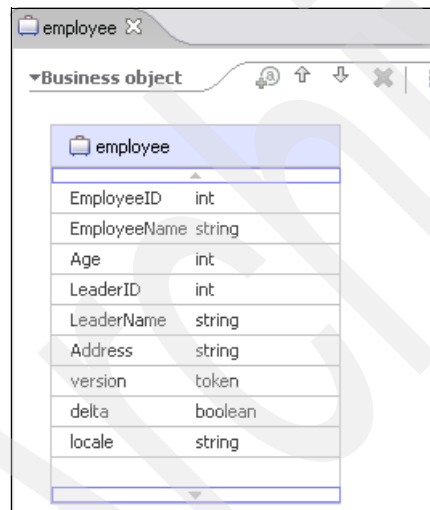 employee
Business object
employee
EmployeeID int
EmployeeName string
Age int
LeaderID int
LeaderName string
Address string
version token
delta boolean
locale string